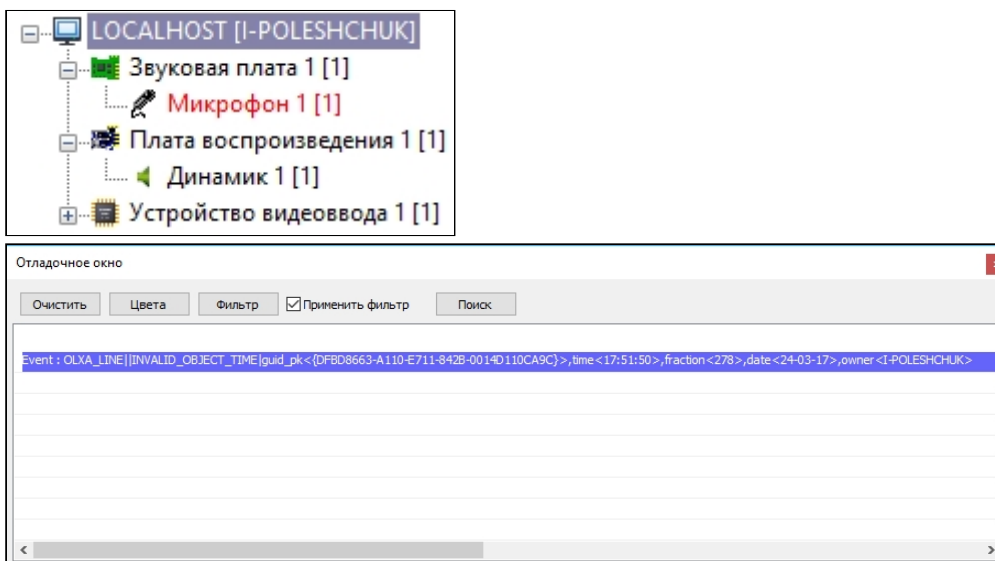 LOCALHOST [I-POLESHCHUK]
Звуковая плата 1 [1]
Микрофон 1 [1]
Плата воспроизведения 1 [1]
Динамик 1 [1]
Устройство видеоввода 1 [1]
Отладочное окно
Очистить Цвета Фильтр Применить фильтр Поиск
Event : OLXA_LINE||INVALID_OBJECT_TIME|guid_pk<{DFBD8663-A110-E711-842B-0014D110CA9C}>,time<17:51:50>,fraction<278>,date<24-03-17>,owner<I-POLESHCHUK>